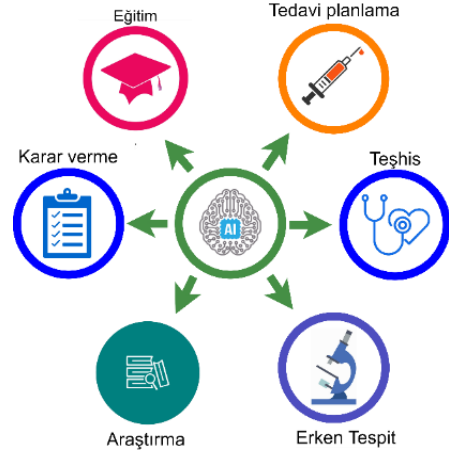 Eğitim
Tedavi planlama
Karar verme
Teşhis
AI
Araştırma
Erken Tespit